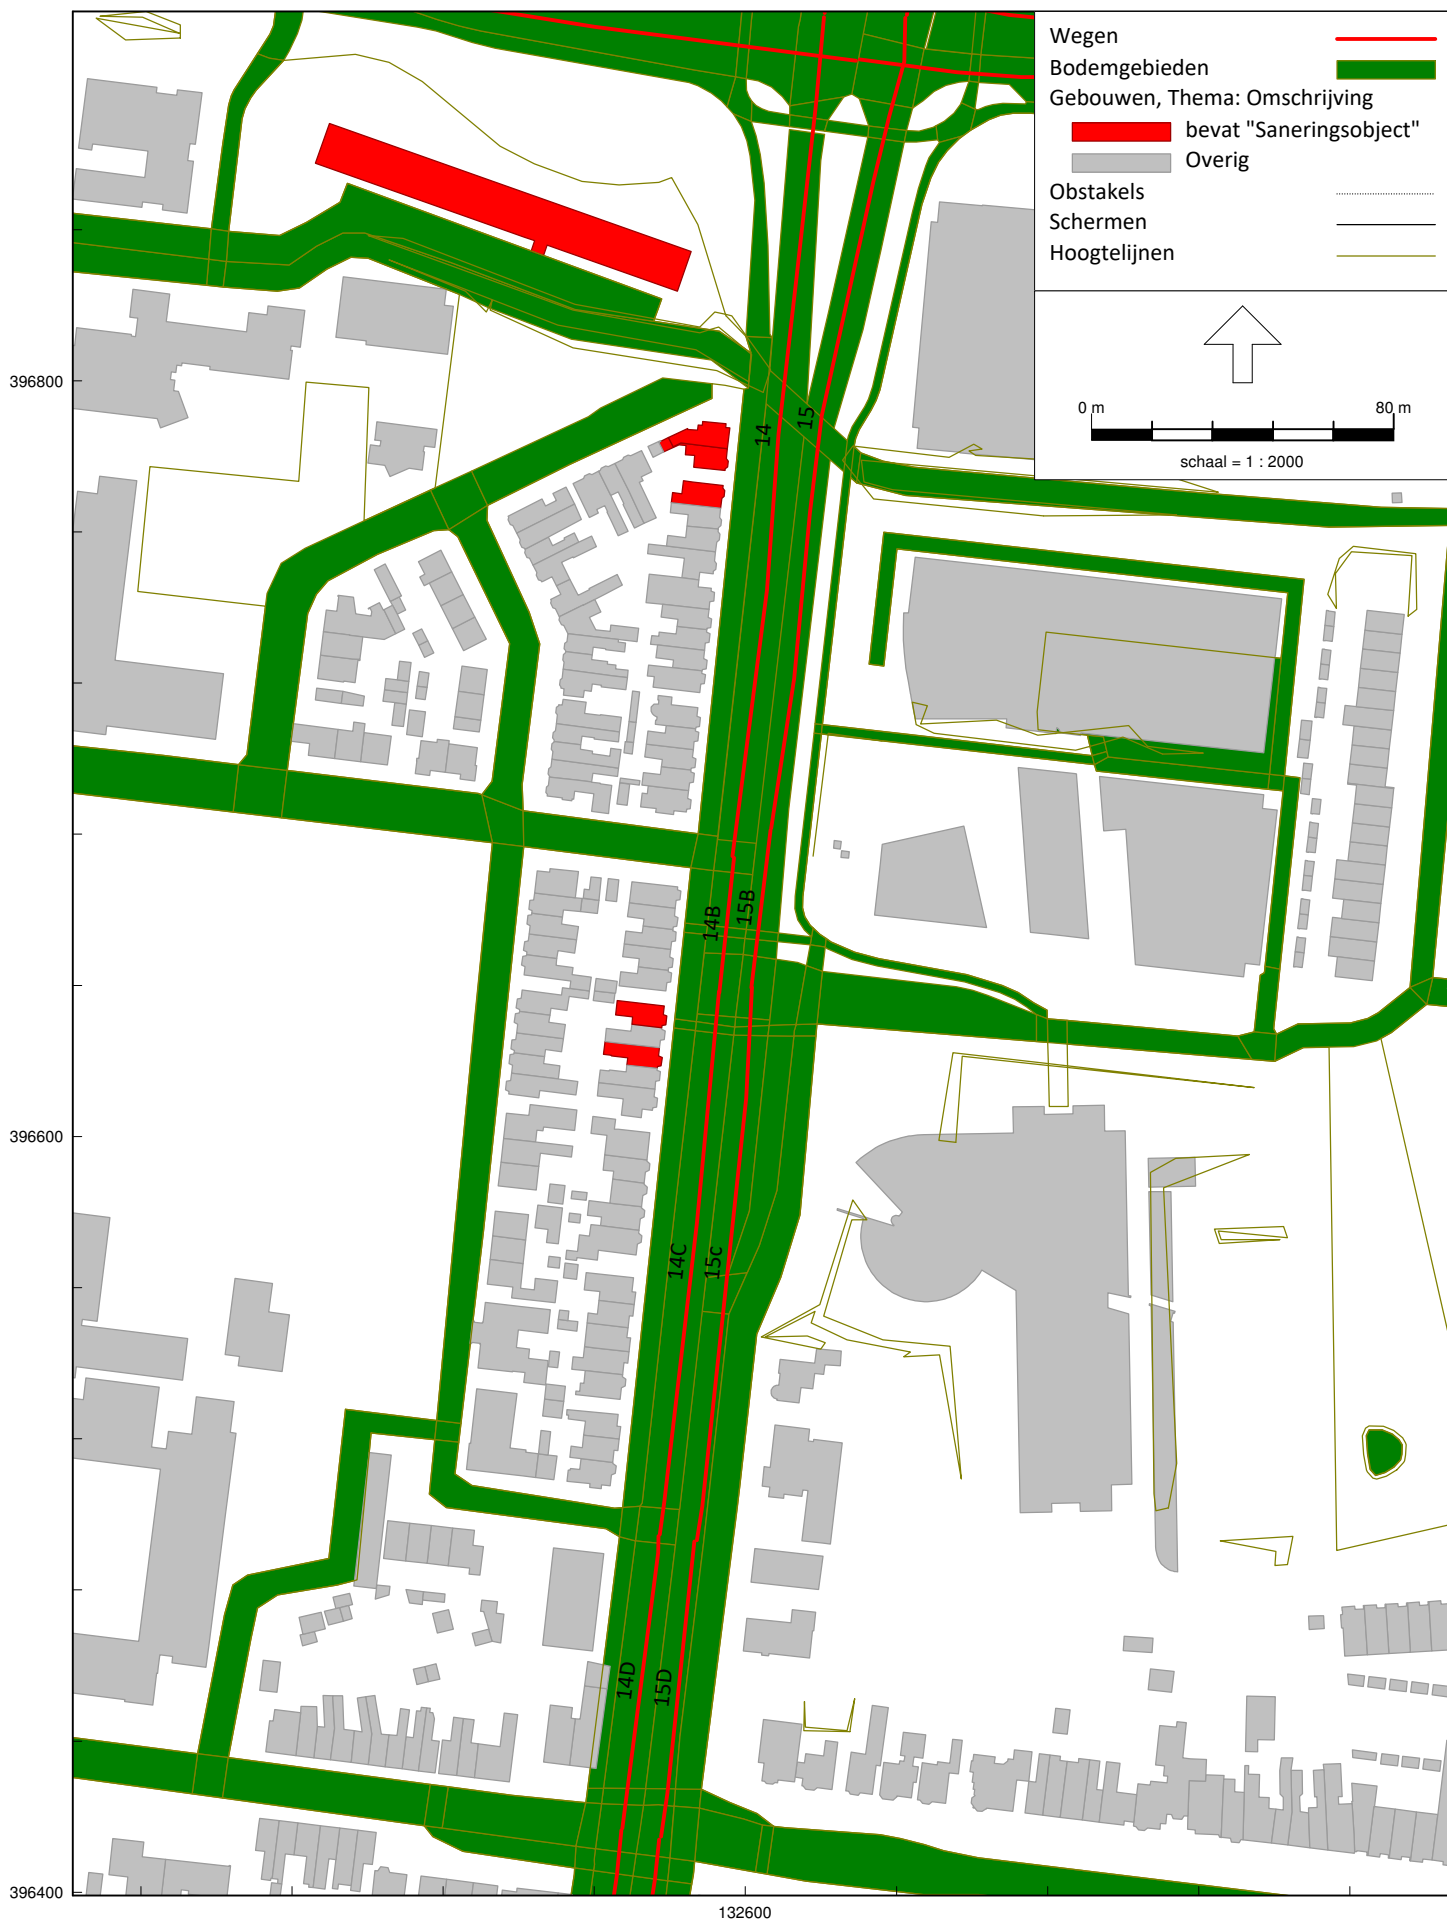 Wegen
Bodemgebieden
Gebouwen, Thema: Omschrijving
bevat "Saneringsobject"
Overig
Obstakels
Schermen
Hoogtelijnen
0 m 80 m
schaal = 1 : 2000
396800
14 15
14B 15B
396600
14C 15c
14D 15D
396400
132600